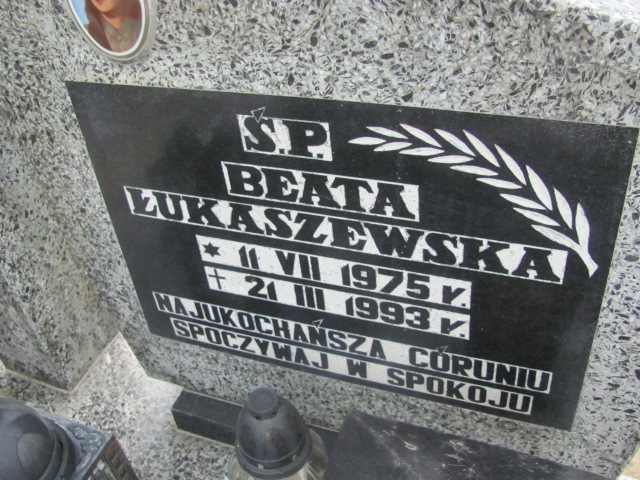 Ś.P.
BEATA
ŁUKASZEWSKA
* 11 VII 1975 r.
† 21 III 1993 r.
NAJUKOCHAŃSZA CÓRUNIU
SPOCZYWAJ W SPOKOJU